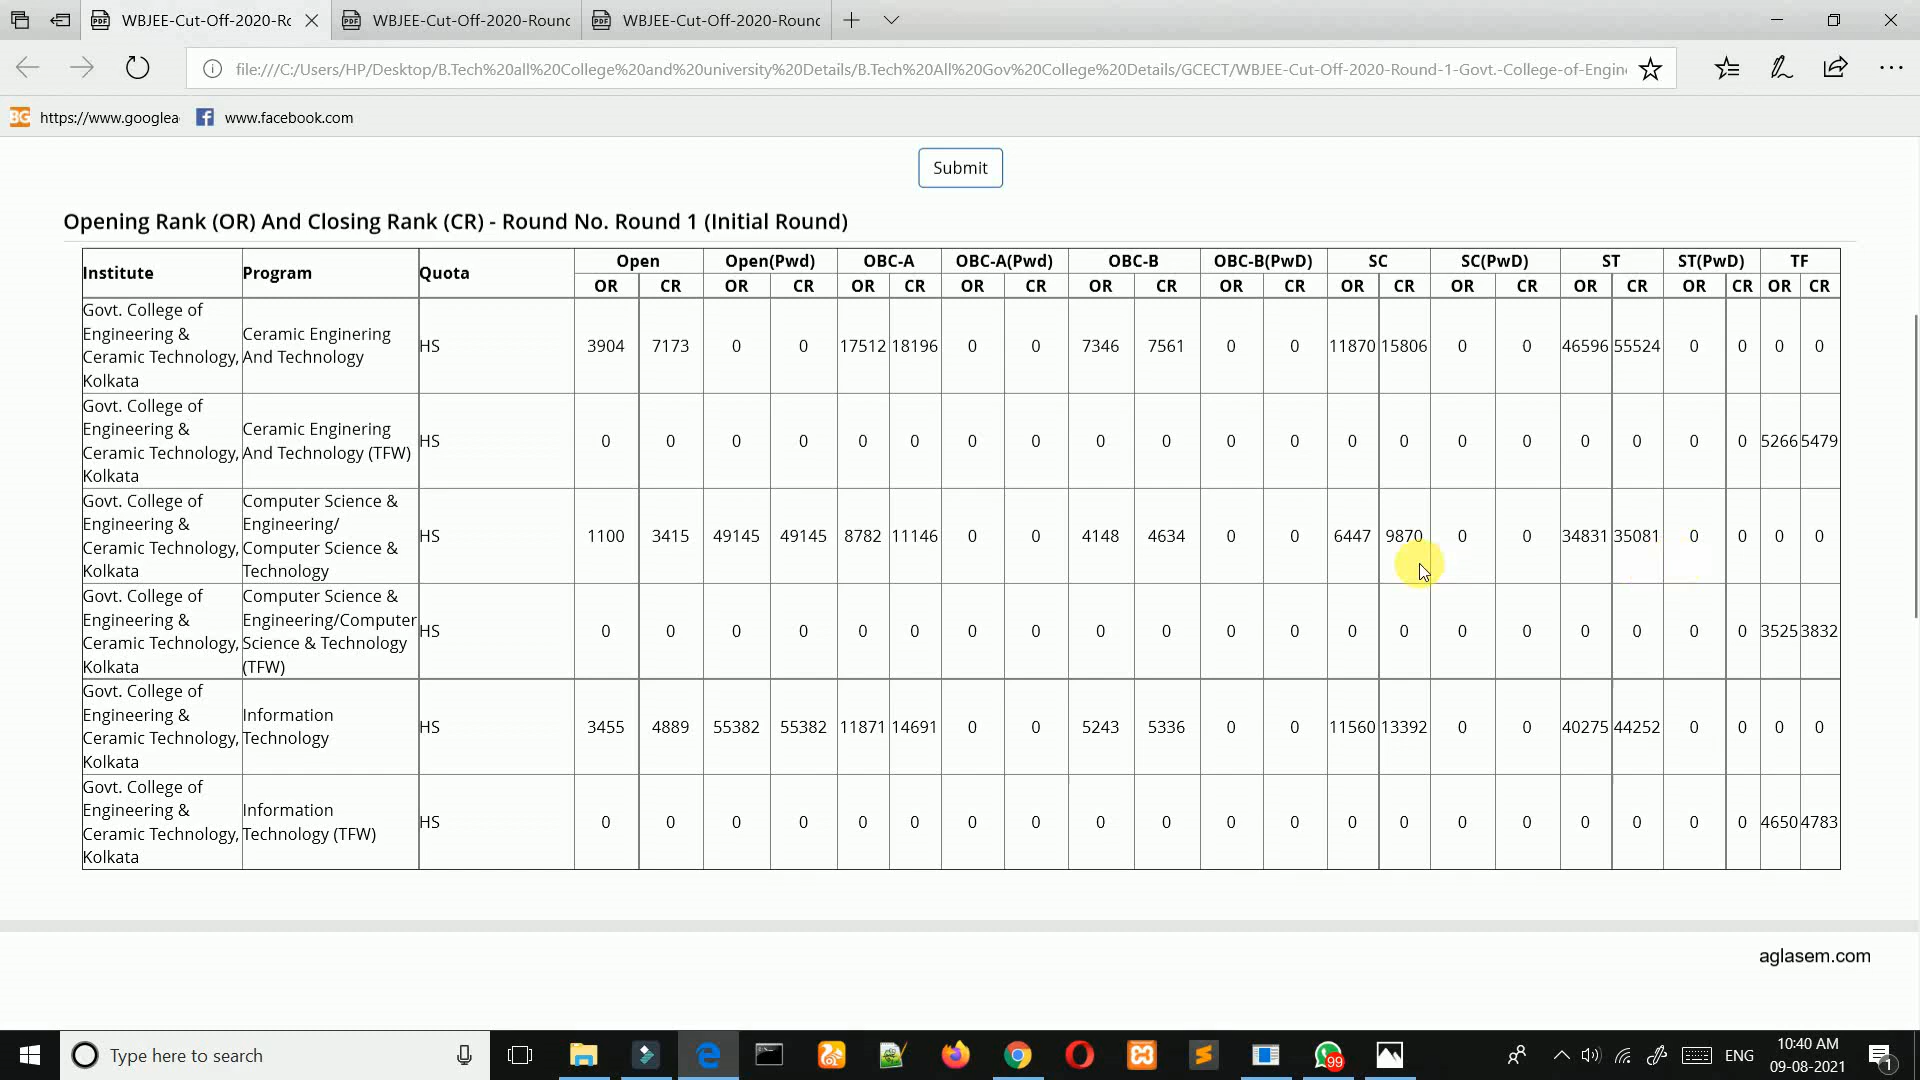 WBJEE-Cut-Off-2020-Ro
WBJEE-Cut-Off-2020-Round
WBJEE-Cut-Off-2020-Round
file:///C:/Users/HP/Desktop/B.Tech%20all%20College%20and%20university%20Details/B.Tech%20All%20Gov%20College%20Details/GCECT/WBJEE-Cut-Off-2020-Round-1-Govt.-College-of-Engin
https://www.googlea
www.facebook.com
Submit
Opening Rank (OR) And Closing Rank (CR) - Round No. Round 1 (Initial Round)
Institute Program Quota Open Open(Pwd) OBC-A OBC-A(Pwd) OBC-B OBC-B(PwD) SC SC(PwD) ST ST(PwD) TF
OR CR OR CR OR CR OR CR OR CR OR CR OR CR OR CR OR CR OR CR OR CR
Govt. College of
Engineering &
Ceramic Technology,
Kolkata
Ceramic Enginering
And Technology
HS 3904 7173 0 0 17512 18196 0 0 7346 7561 0 0 11870 15806 0 0 46596 55524 0 0 0 0
Govt. College of
Engineering &
Ceramic Technology,
Kolkata
Ceramic Enginering
And Technology (TFW)
HS 0 0 0 0 0 0 0 0 0 0 0 0 0 0 0 0 0 0 0 0 5266 5479
Govt. College of
Engineering &
Ceramic Technology,
Kolkata
Computer Science &
Engineering/
Computer Science &
Technology
HS 1100 3415 49145 49145 8782 11146 0 0 4148 4634 0 0 6447 9870 0 0 34831 35081 0 0 0 0
Govt. College of
Engineering &
Ceramic Technology,
Kolkata
Computer Science &
Engineering/Computer
Science & Technology
(TFW)
HS 0 0 0 0 0 0 0 0 0 0 0 0 0 0 0 0 0 0 0 0 3525 3832
Govt. College of
Engineering &
Ceramic Technology,
Kolkata
Information
Technology
HS 3455 4889 55382 55382 11871 14691 0 0 5243 5336 0 0 11560 13392 0 0 40275 44252 0 0 0 0
Govt. College of
Engineering &
Ceramic Technology,
Kolkata
Information
Technology (TFW)
HS 0 0 0 0 0 0 0 0 0 0 0 0 0 0 0 0 0 0 0 0 4650 4783
aglasem.com
Type here to search
99
ENG
10:40 AM
09-08-2021
1